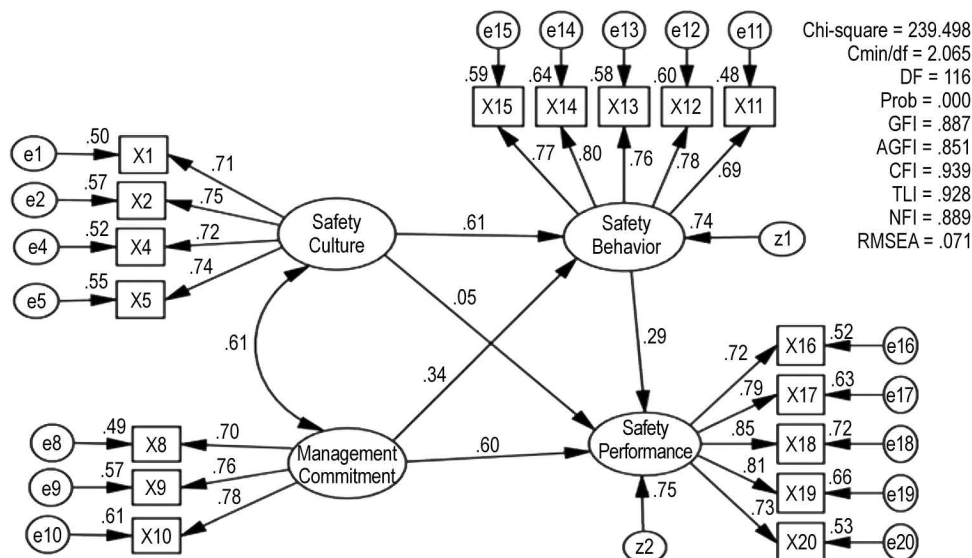 e15 e14 e13 e12 e11
.59 .64 .58 .60 .48
X15 X14 X13 X12 X11
.77 .80 .76 .78 .69
Chi-square = 239.498
Cmin/df = 2.065
DF = 116
Prob = .000
GFI = .887
AGFI = .851
CFI = .939
TLI = .928
NFI = .889
RMSEA = .071
e1 .50 X1 .71
e2 .57 X2 .75
e4 .52 X4 .72
e5 .55 X5 .74
Safety
Culture
.61
Safety
Behavior
.74 z1
.05
.61
.34
.29
e8 .49 X8 .70
e9 .57 X9 .76
e10 .61 X10 .78
Management
Commitment
.60
Safety
Performance
.75
z2
.72 X16 .52 e16
.79 X17 .63 e17
.85 X18 .72 e18
.81 X19 .66 e19
.73 X20 .53 e20